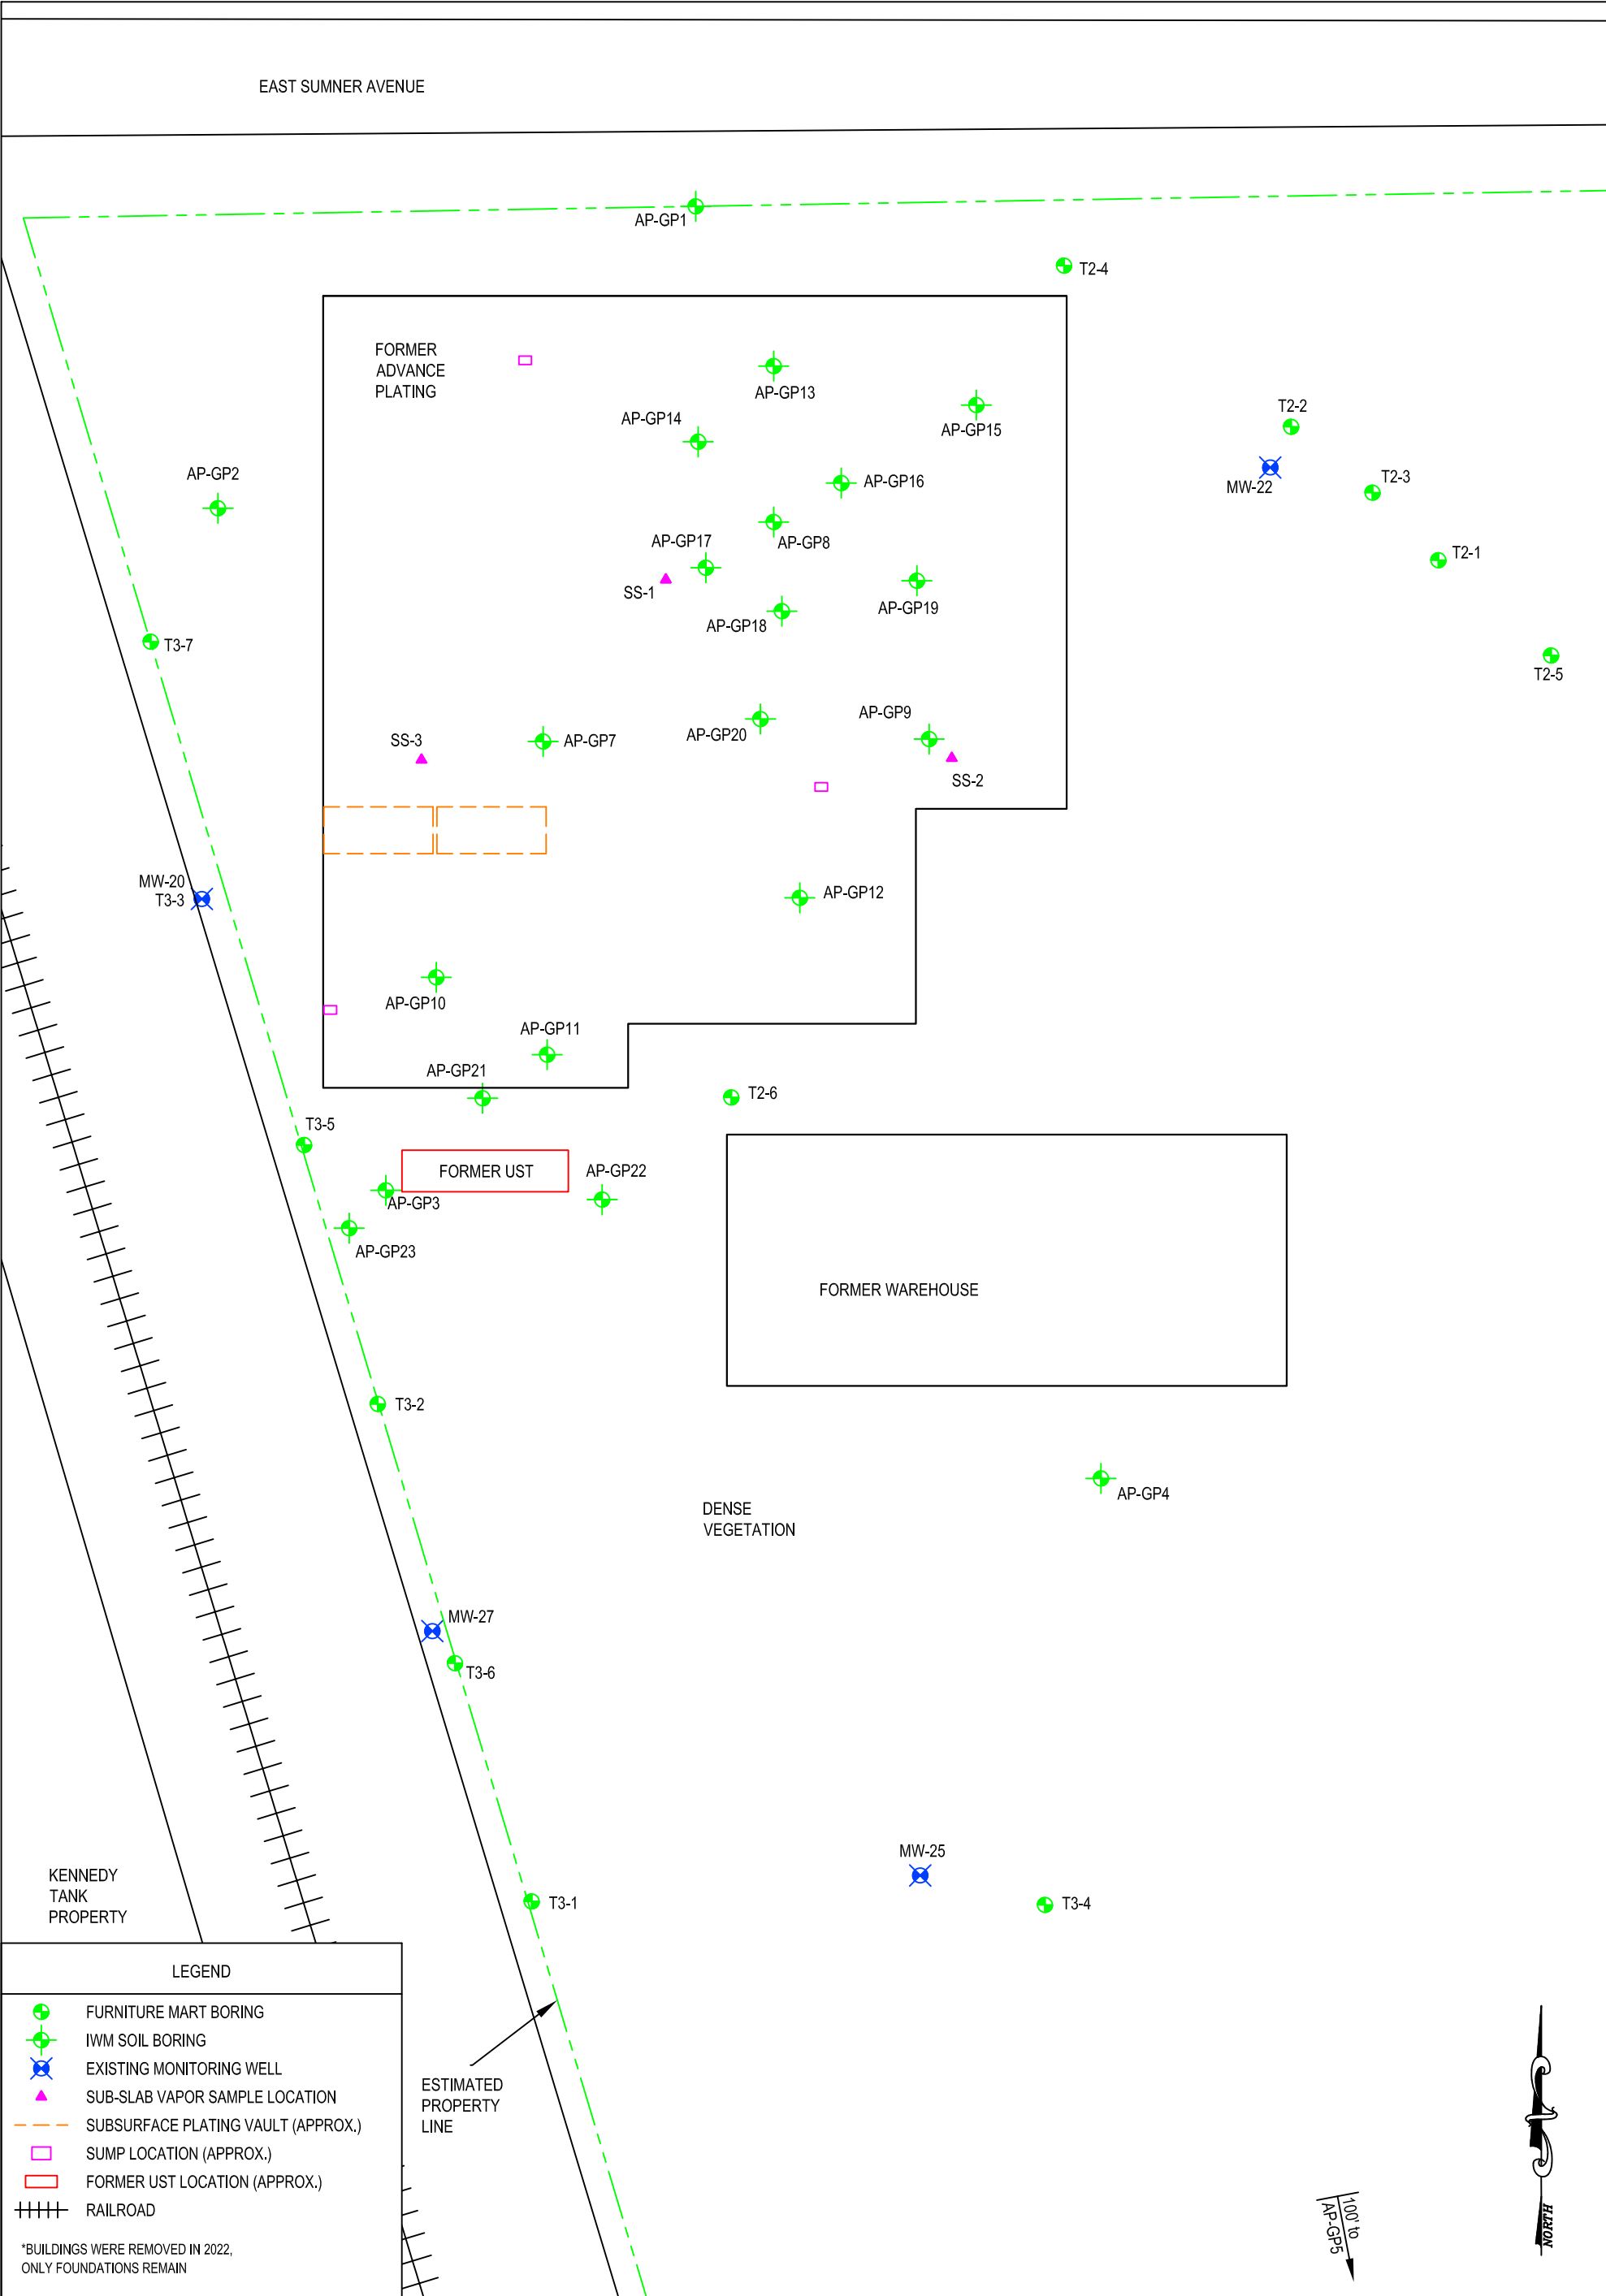 EAST SUMNER AVENUE
AP-GP1
T2-4
FORMER
ADVANCE
PLATING
AP-GP13
AP-GP15
AP-GP14
T2-2
AP-GP2
AP-GP16
MW-22
T2-3
AP-GP17
AP-GP8
T2-1
SS-1
AP-GP18
AP-GP19
T3-7
T2-5
SS-3
AP-GP7
AP-GP20
AP-GP9
SS-2
MW-20
T3-3
AP-GP12
AP-GP10
AP-GP11
AP-GP21
T2-6
T3-5
FORMER UST
AP-GP22
AP-GP3
AP-GP23
FORMER WAREHOUSE
T3-2
AP-GP4
DENSE
VEGETATION
MW-27
T3-6
MW-25
T3-1
T3-4
KENNEDY
TANK
PROPERTY
LEGEND
FURNITURE MART BORING
IWM SOIL BORING
EXISTING MONITORING WELL
SUB-SLAB VAPOR SAMPLE LOCATION
SUBSURFACE PLATING VAULT (APPROX.)
SUMP LOCATION (APPROX.)
FORMER UST LOCATION (APPROX.)
RAILROAD
*BUILDINGS WERE REMOVED IN 2022,
ONLY FOUNDATIONS REMAIN
ESTIMATED
PROPERTY
LINE
100' to
AP-GP5
NORTH